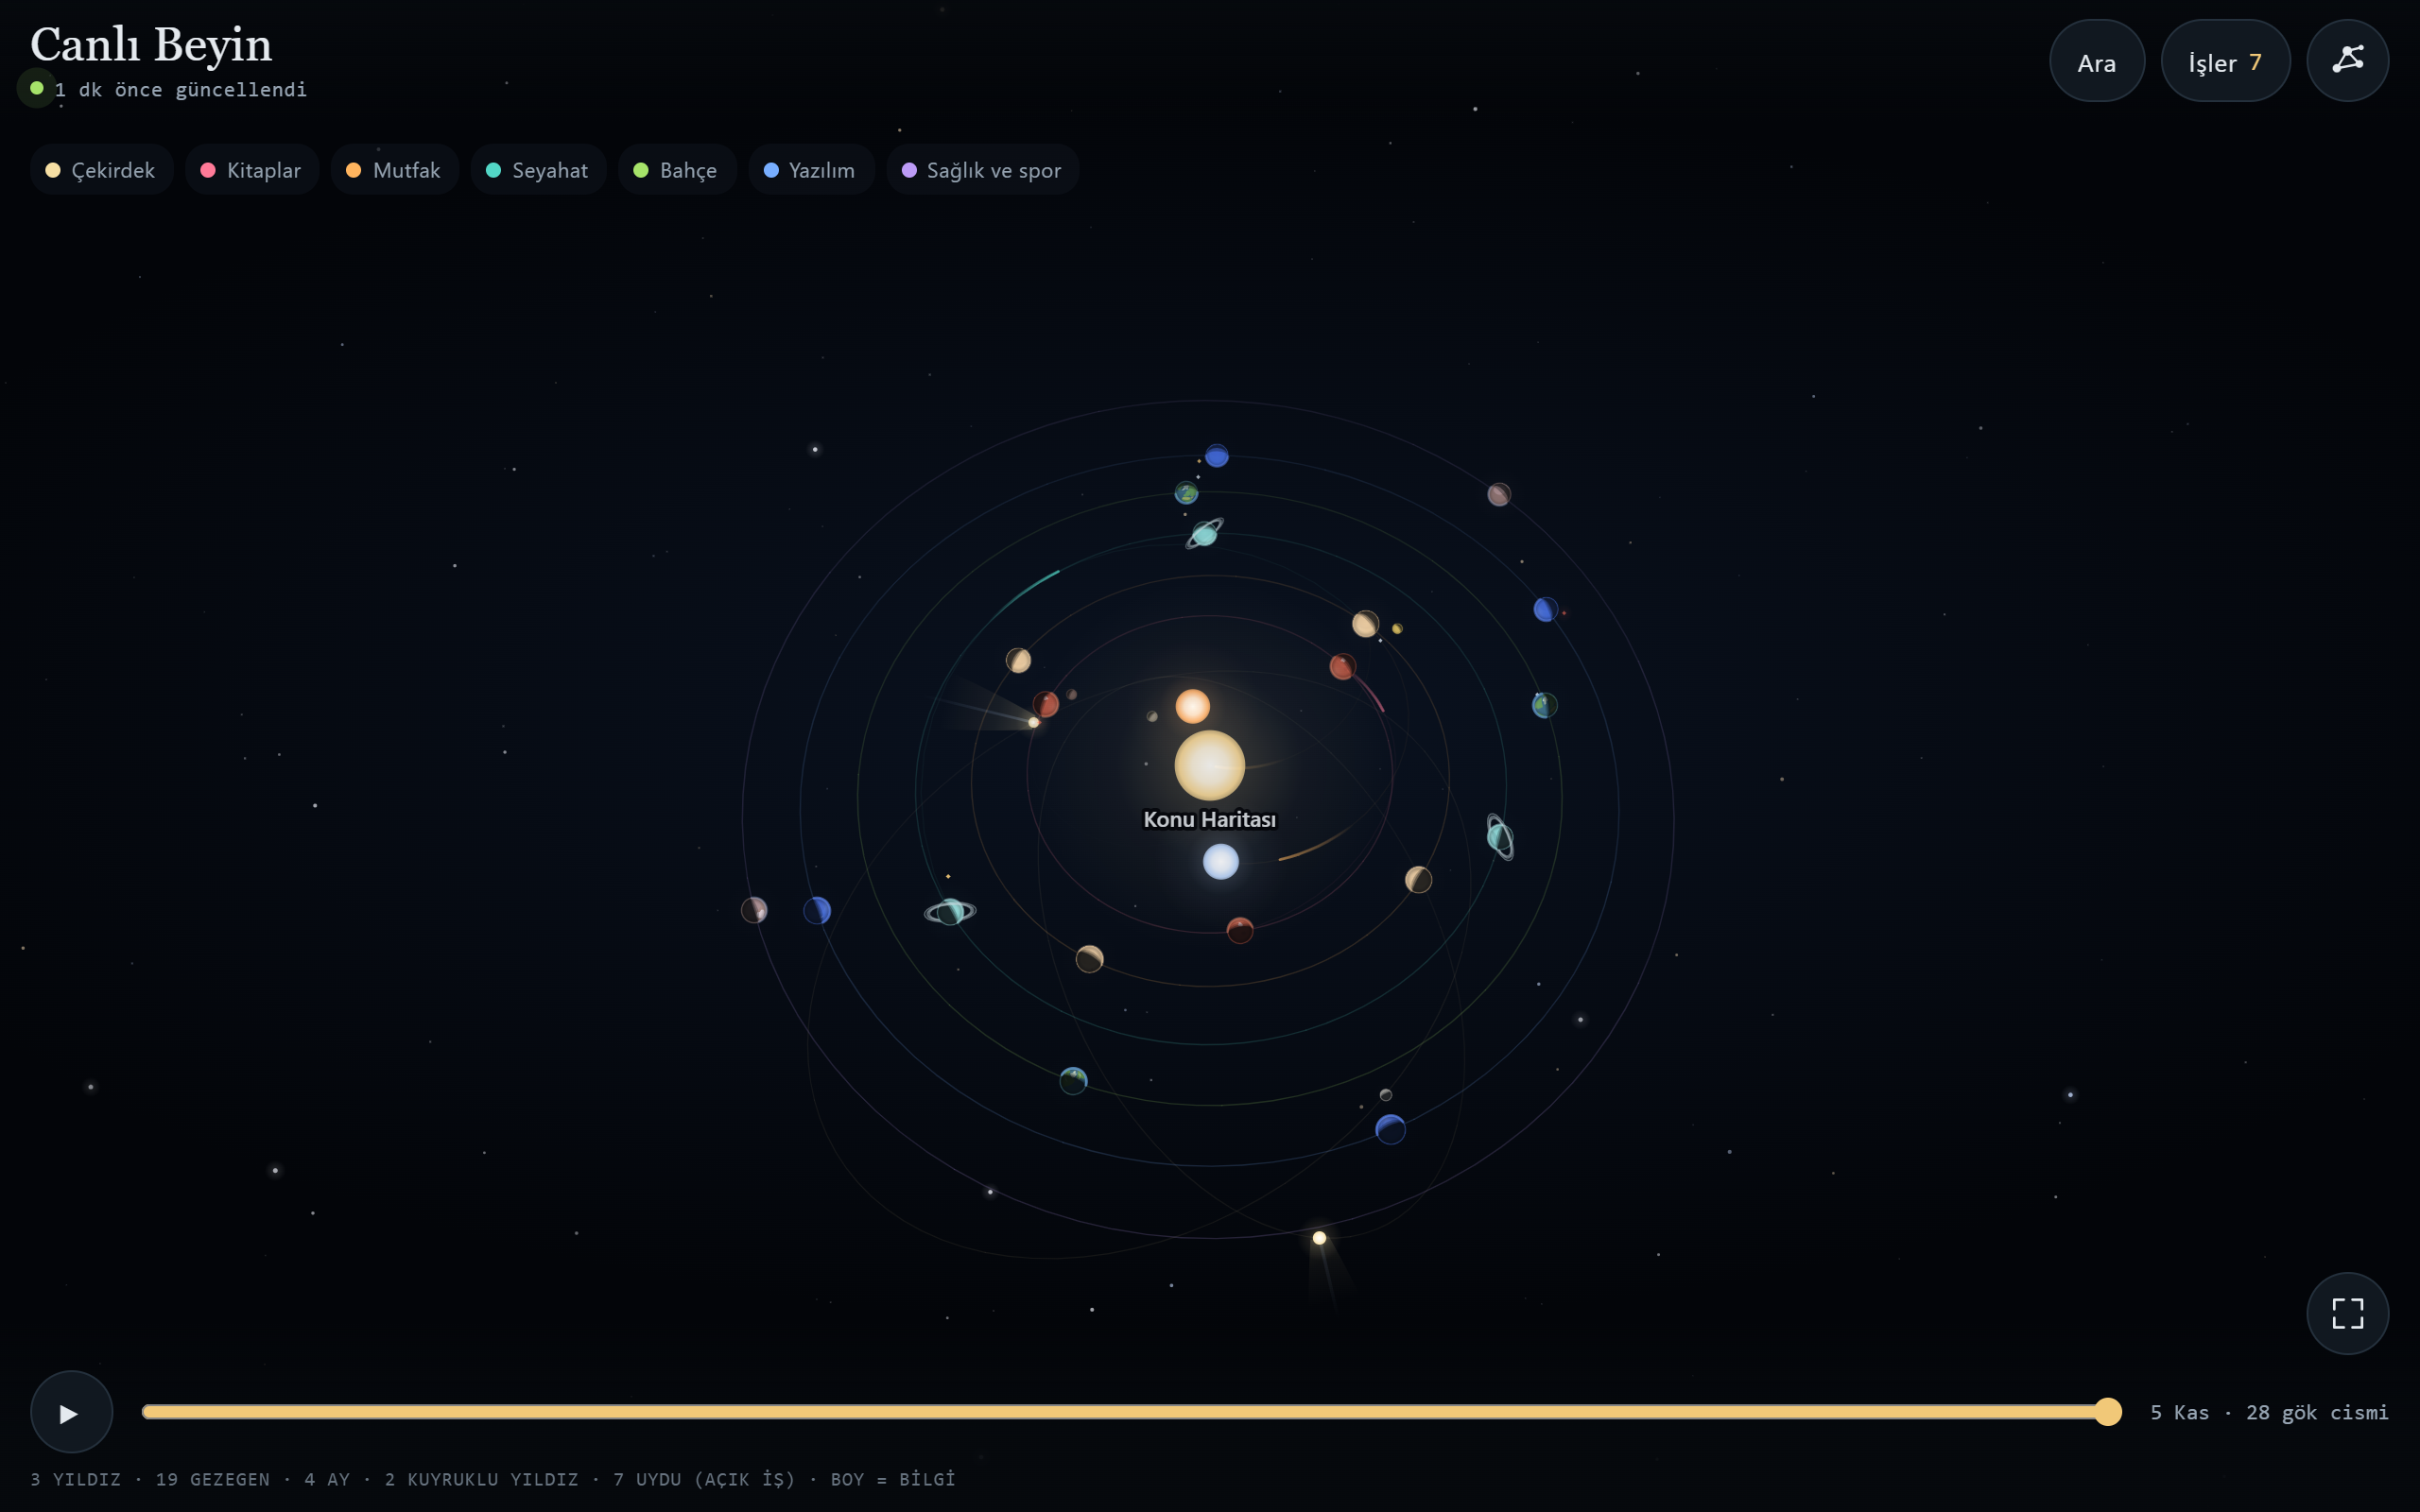 Canlı Beyin
1 dk önce güncellendi
Ara
İşler 7
Çekirdek
Kitaplar
Mutfak
Seyahat
Bahçe
Yazılım
Sağlık ve spor
Konu Haritası
5 Kas · 28 gök cismi
3 YILDIZ · 19 GEZEGEN · 4 AY · 2 KUYRUKLU YILDIZ · 7 UYDU (AÇIK İŞ) · BOY = BİLGİ